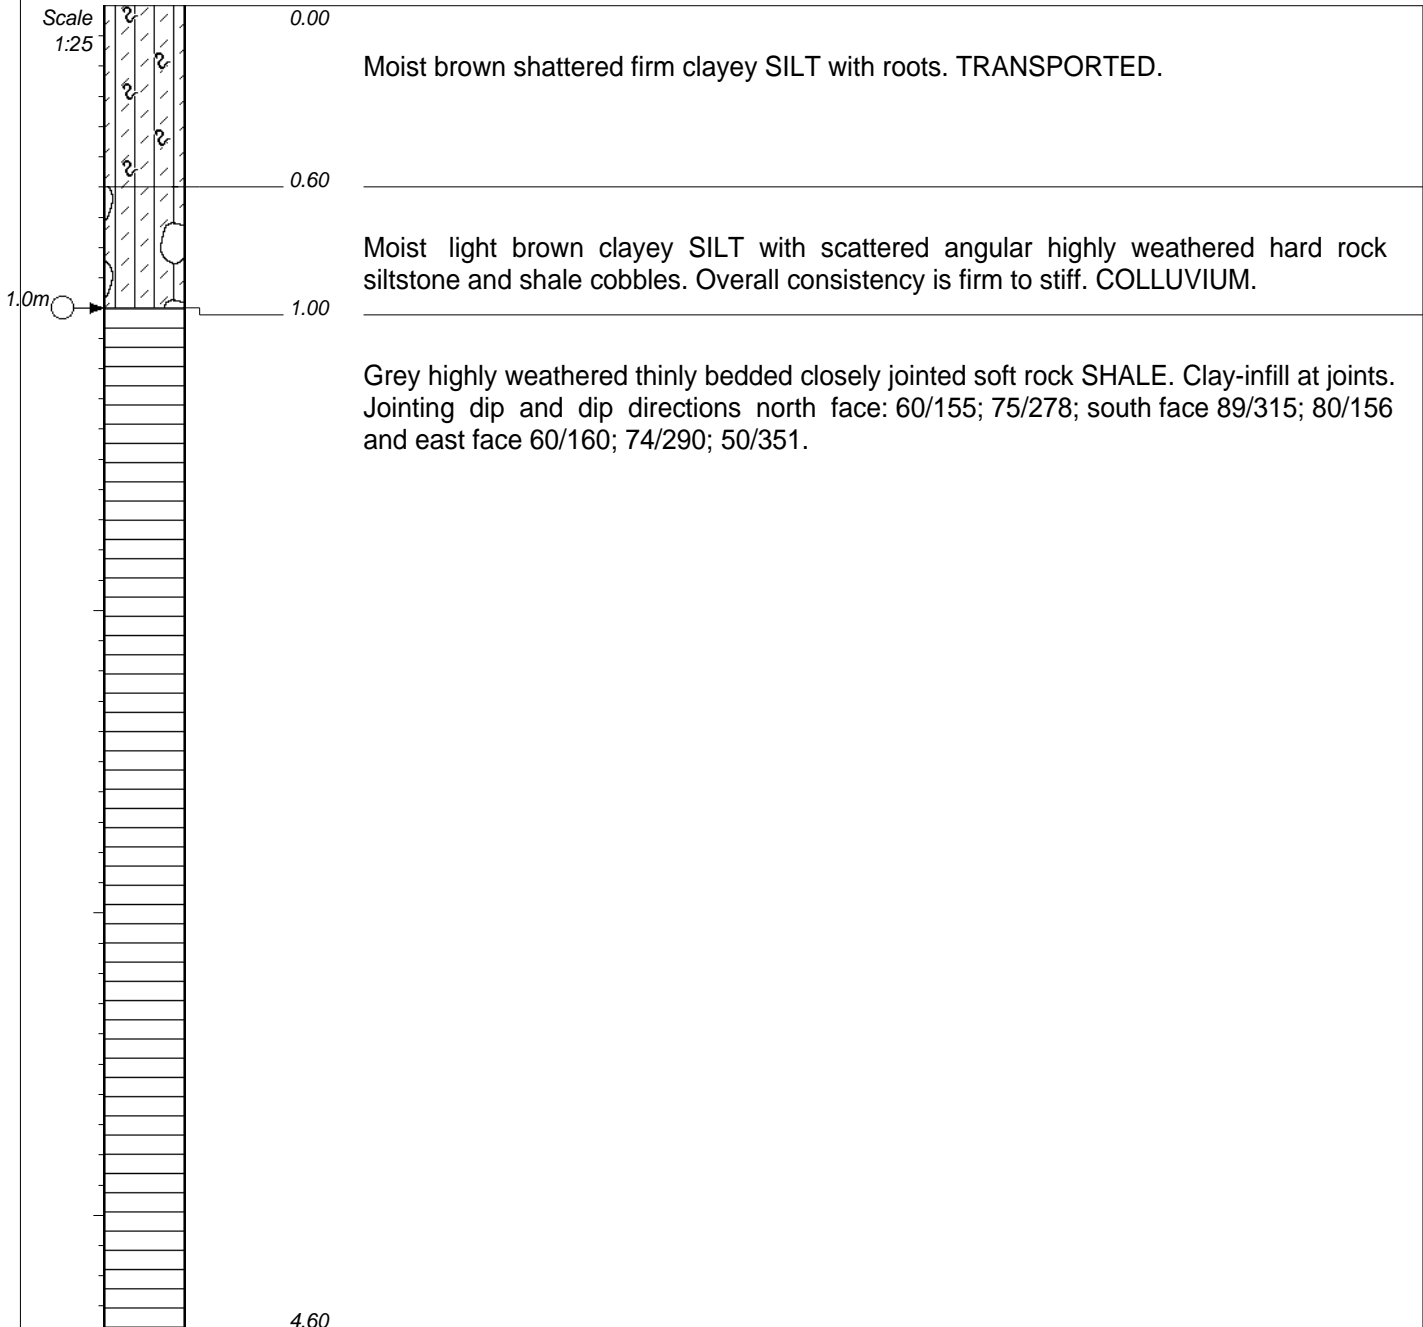 Scale
1:25
0.00
Moist brown shattered firm clayey SILT with roots. TRANSPORTED.
0.60
Moist light brown clayey SILT with scattered angular highly weathered hard rock
siltstone and shale cobbles. Overall consistency is firm to stiff. COLLUVIUM.
1.0m
1.00
Grey highly weathered thinly bedded closely jointed soft rock SHALE. Clay-infill at joints.
Jointing dip and dip directions north face: 60/155; 75/278; south face 89/315; 80/156
and east face 60/160; 74/290; 50/351.
4.60